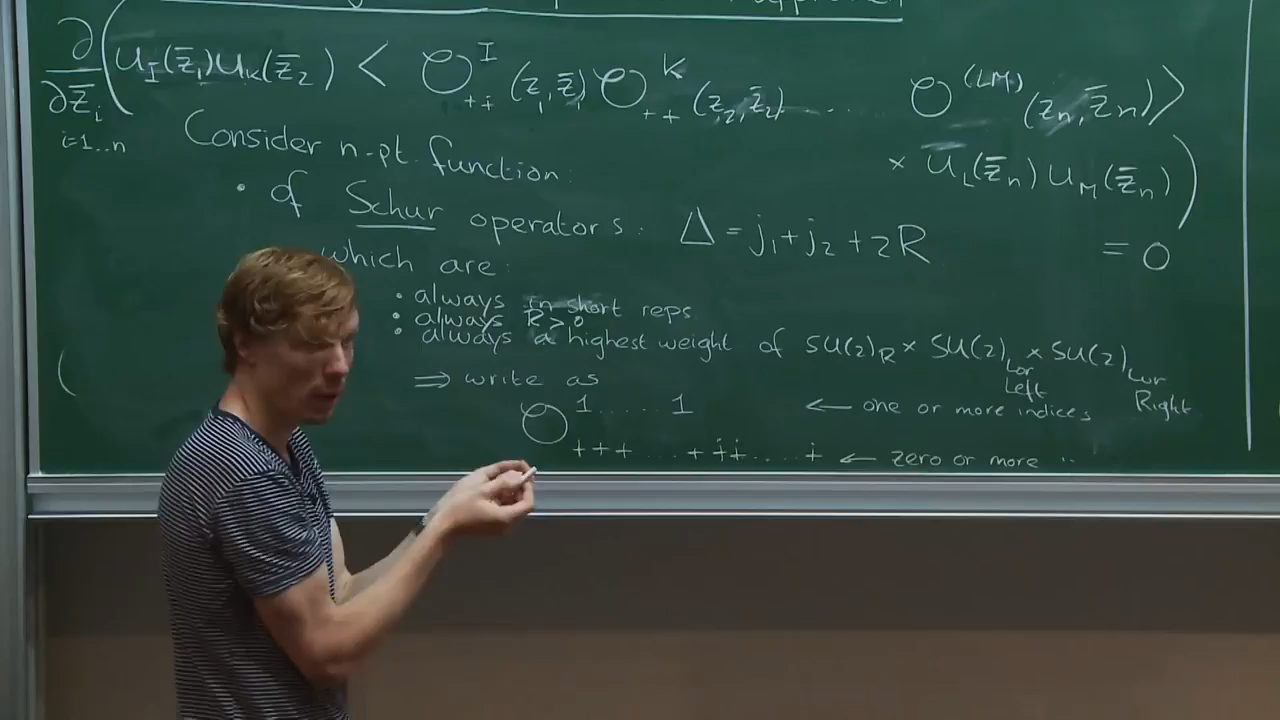 ∂/∂z̄ᵢ ( u_I(z̄₁) u_K(z̄₂) < O^I_{+∔} (z₁, z̄₁) O^K_{+∔} (z₂, z̄₂) ..... O^{(LM)} (zₙ, z̄ₙ) >
i=1..n
× u_L(z̄ₙ) u_M(z̄ₙ) )
= 0
Consider n-pt. function:
• of Schur operators: Δ = j₁ + j₂ + 2R
which are:
• always in short reps
• always R > 0
• always a highest weight of SU(2)_R × SU(2)_{Lor Left} × SU(2)_{Lor Right}
⇒ write as
O^{1.....1} ← one or more indices
+++ ... + ∔∔ .... ∔ ← zero or more "
(